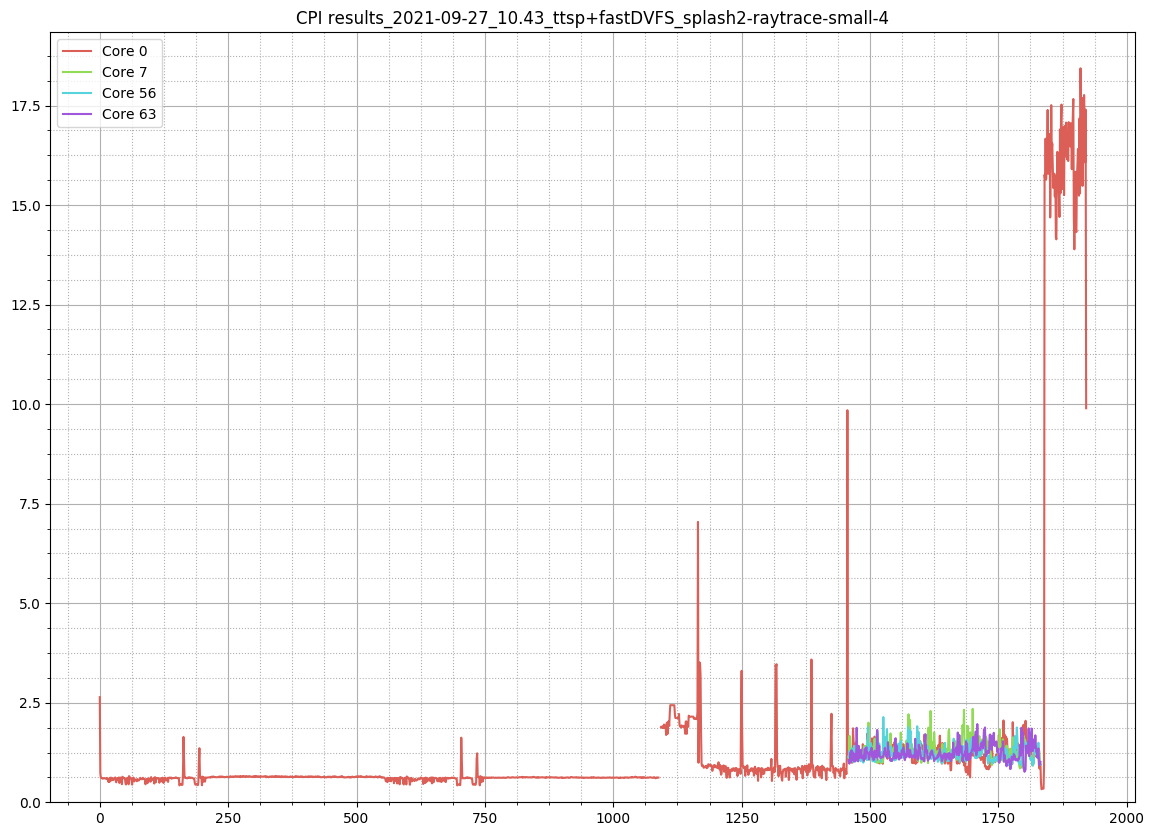 CPI results_2021-09-27_10.43_ttsp+fastDVFS_splash2-raytrace-small-4
Core 0
Core 7
Core 56
Core 63
17.5
15.0
12.5
10.0
7.5
5.0
2.5
0.0
0 250 500 750 1000 1250 1500 1750 2000